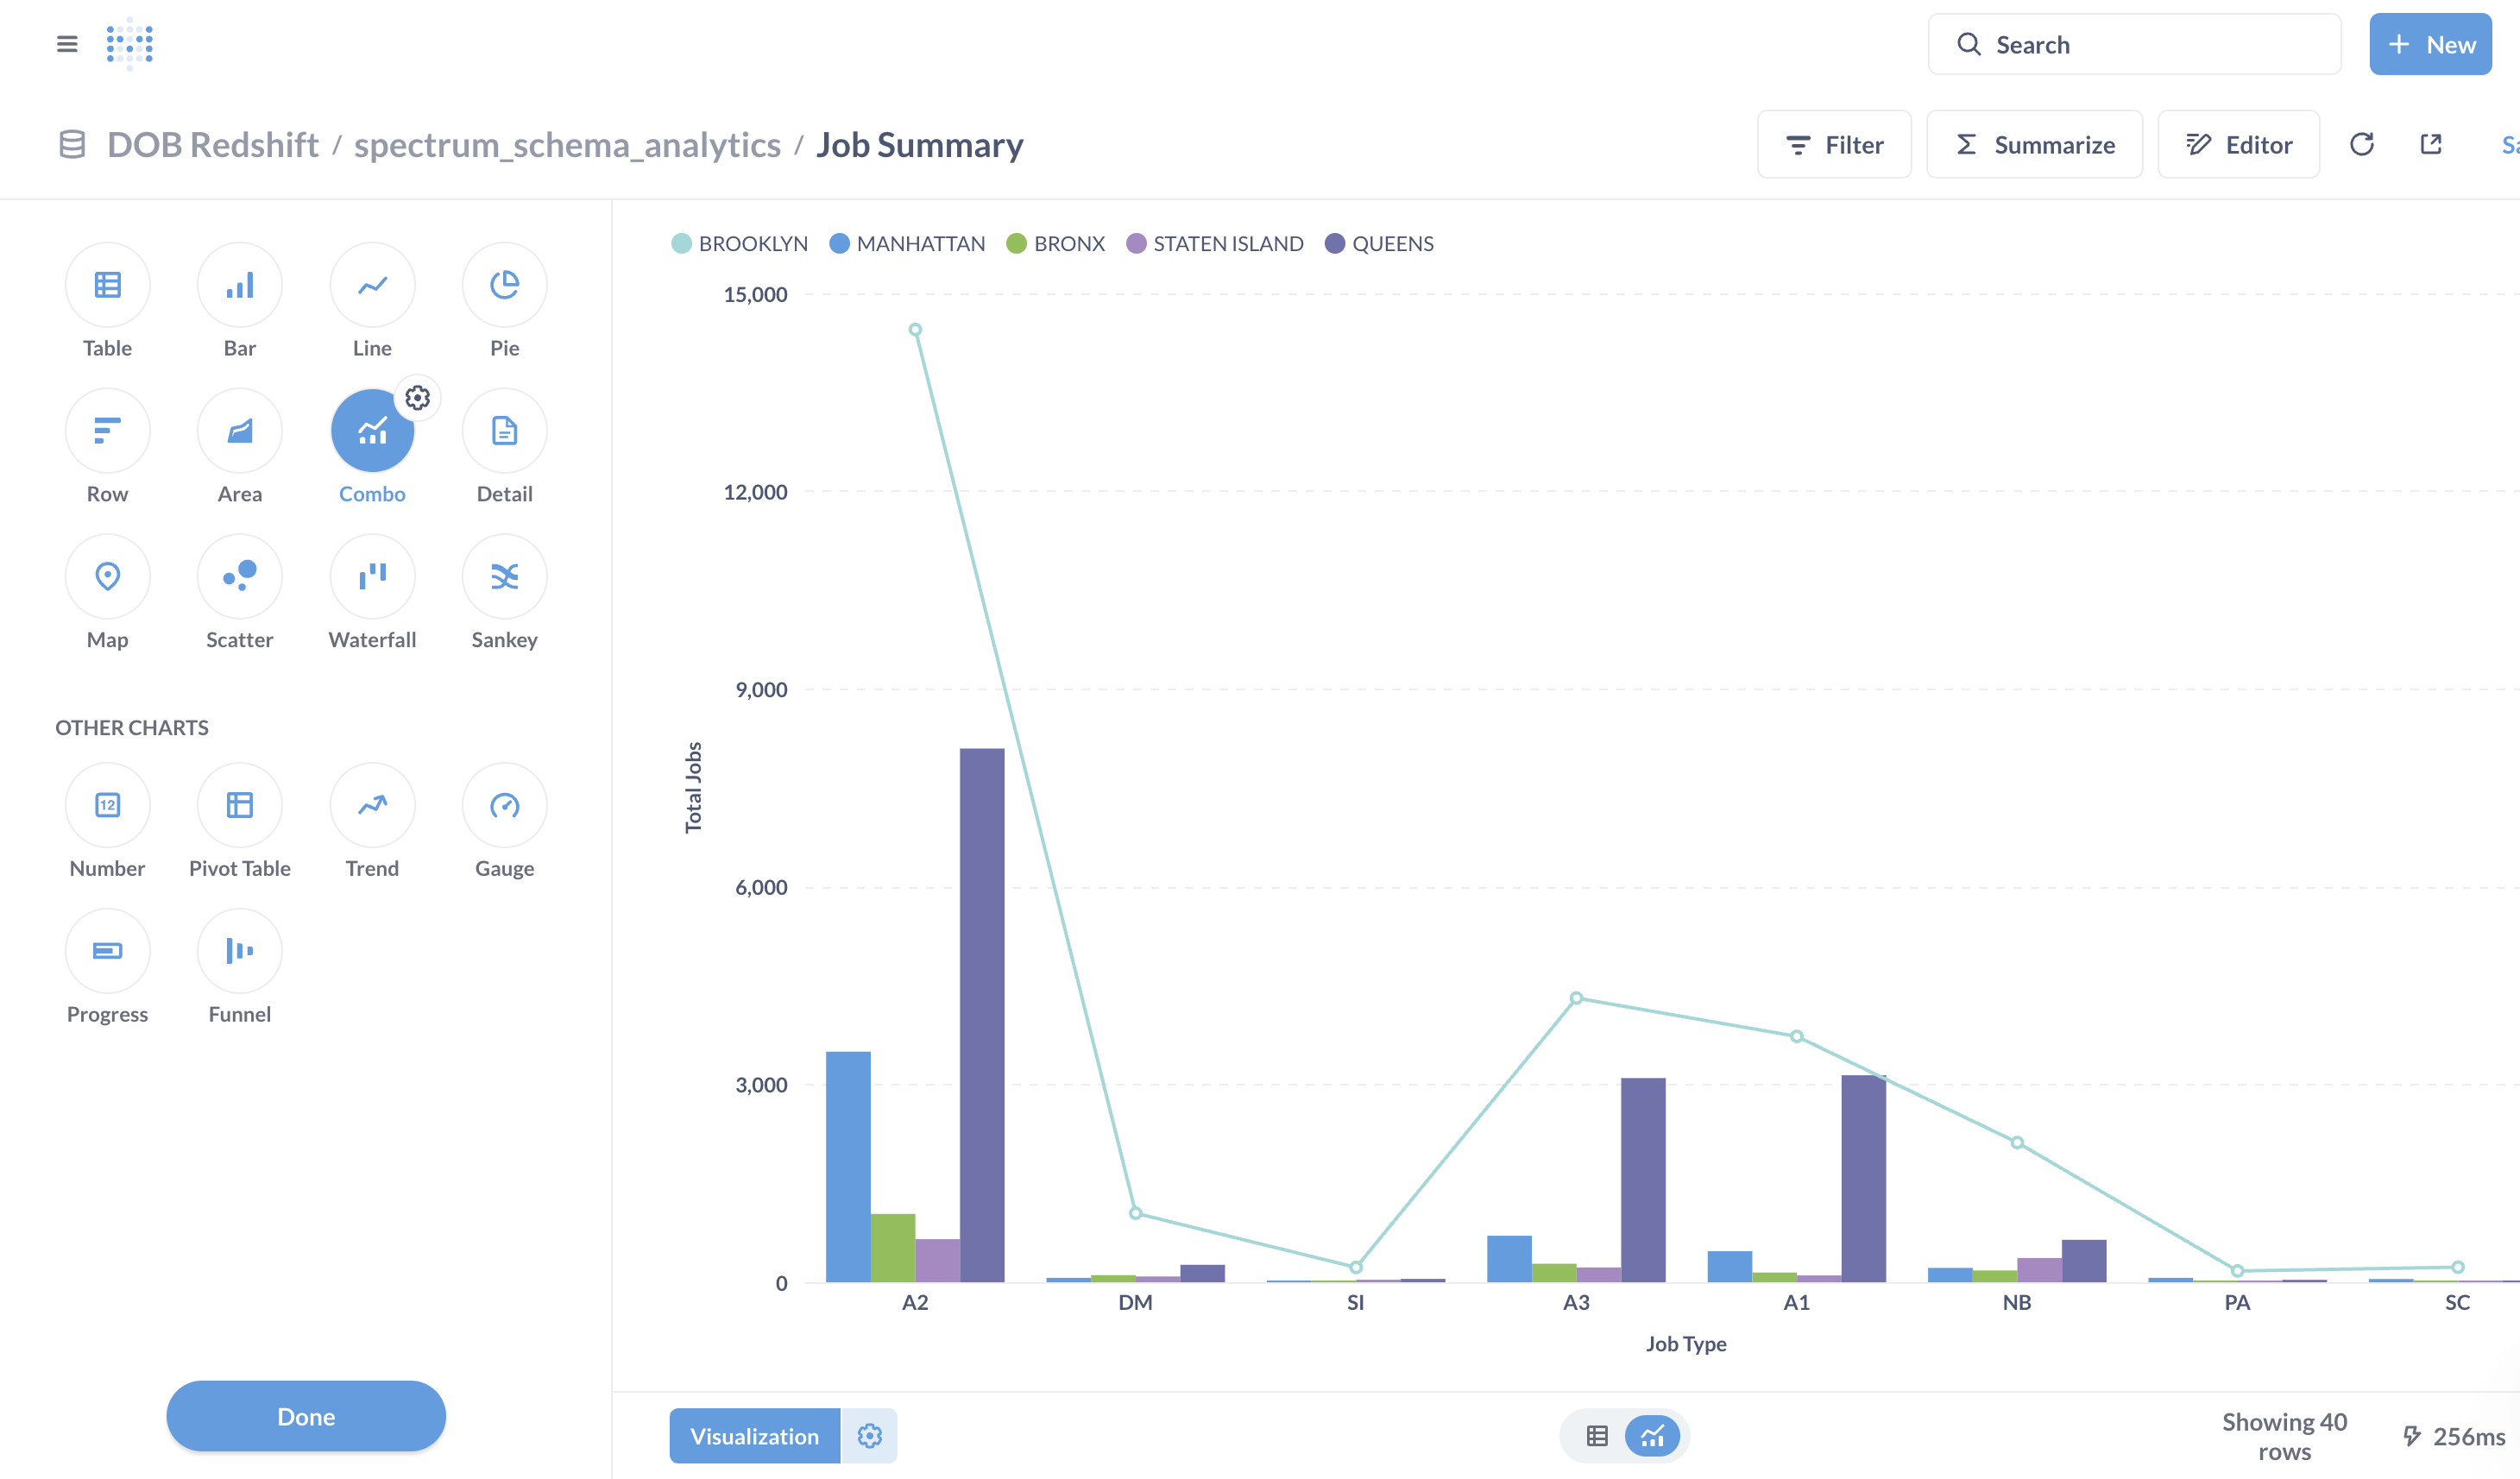 Search
New
DOB Redshift / spectrum_schema_analytics / Job Summary
Filter
Summarize
Editor
Table
Bar
Line
Pie
Row
Area
Combo
Detail
Map
Scatter
Waterfall
Sankey
OTHER CHARTS
12
Number
Pivot Table
Trend
Gauge
Progress
Funnel
Done
BROOKLYN
MANHATTAN
BRONX
STATEN ISLAND
QUEENS
15,000
12,000
9,000
6,000
3,000
0
Total Jobs
A2
DM
SI
A3
A1
NB
PA
SC
Job Type
Visualization
Showing 40
rows
256ms